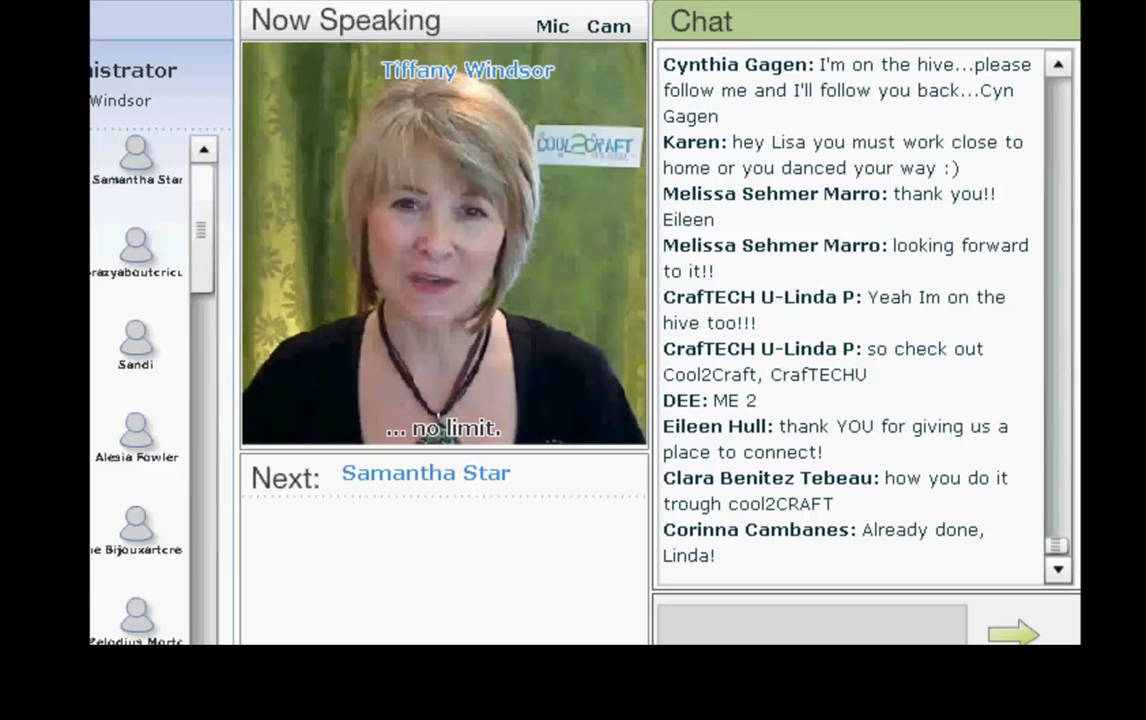 Now Speaking
Mic Cam
Chat
istrator
Windsor
Samantha Star
Sandi
Alesia Fowler
Tiffany Windsor
COOL2CRAFT
... no limit.
Next: Samantha Star
Cynthia Gagen: I'm on the hive...please
follow me and I'll follow you back...Cyn
Gagen
Karen: hey Lisa you must work close to
home or you danced your way :)
Melissa Sehmer Marro: thank you!!
Eileen
Melissa Sehmer Marro: looking forward
to it!!
CrafTECH U-Linda P: Yeah Im on the
hive too!!!
CrafTECH U-Linda P: so check out
Cool2Craft, CrafTECHU
DEE: ME 2
Eileen Hull: thank YOU for giving us a
place to connect!
Clara Benitez Tebeau: how you do it
trough cool2CRAFT
Corinna Cambanes: Already done,
Linda!